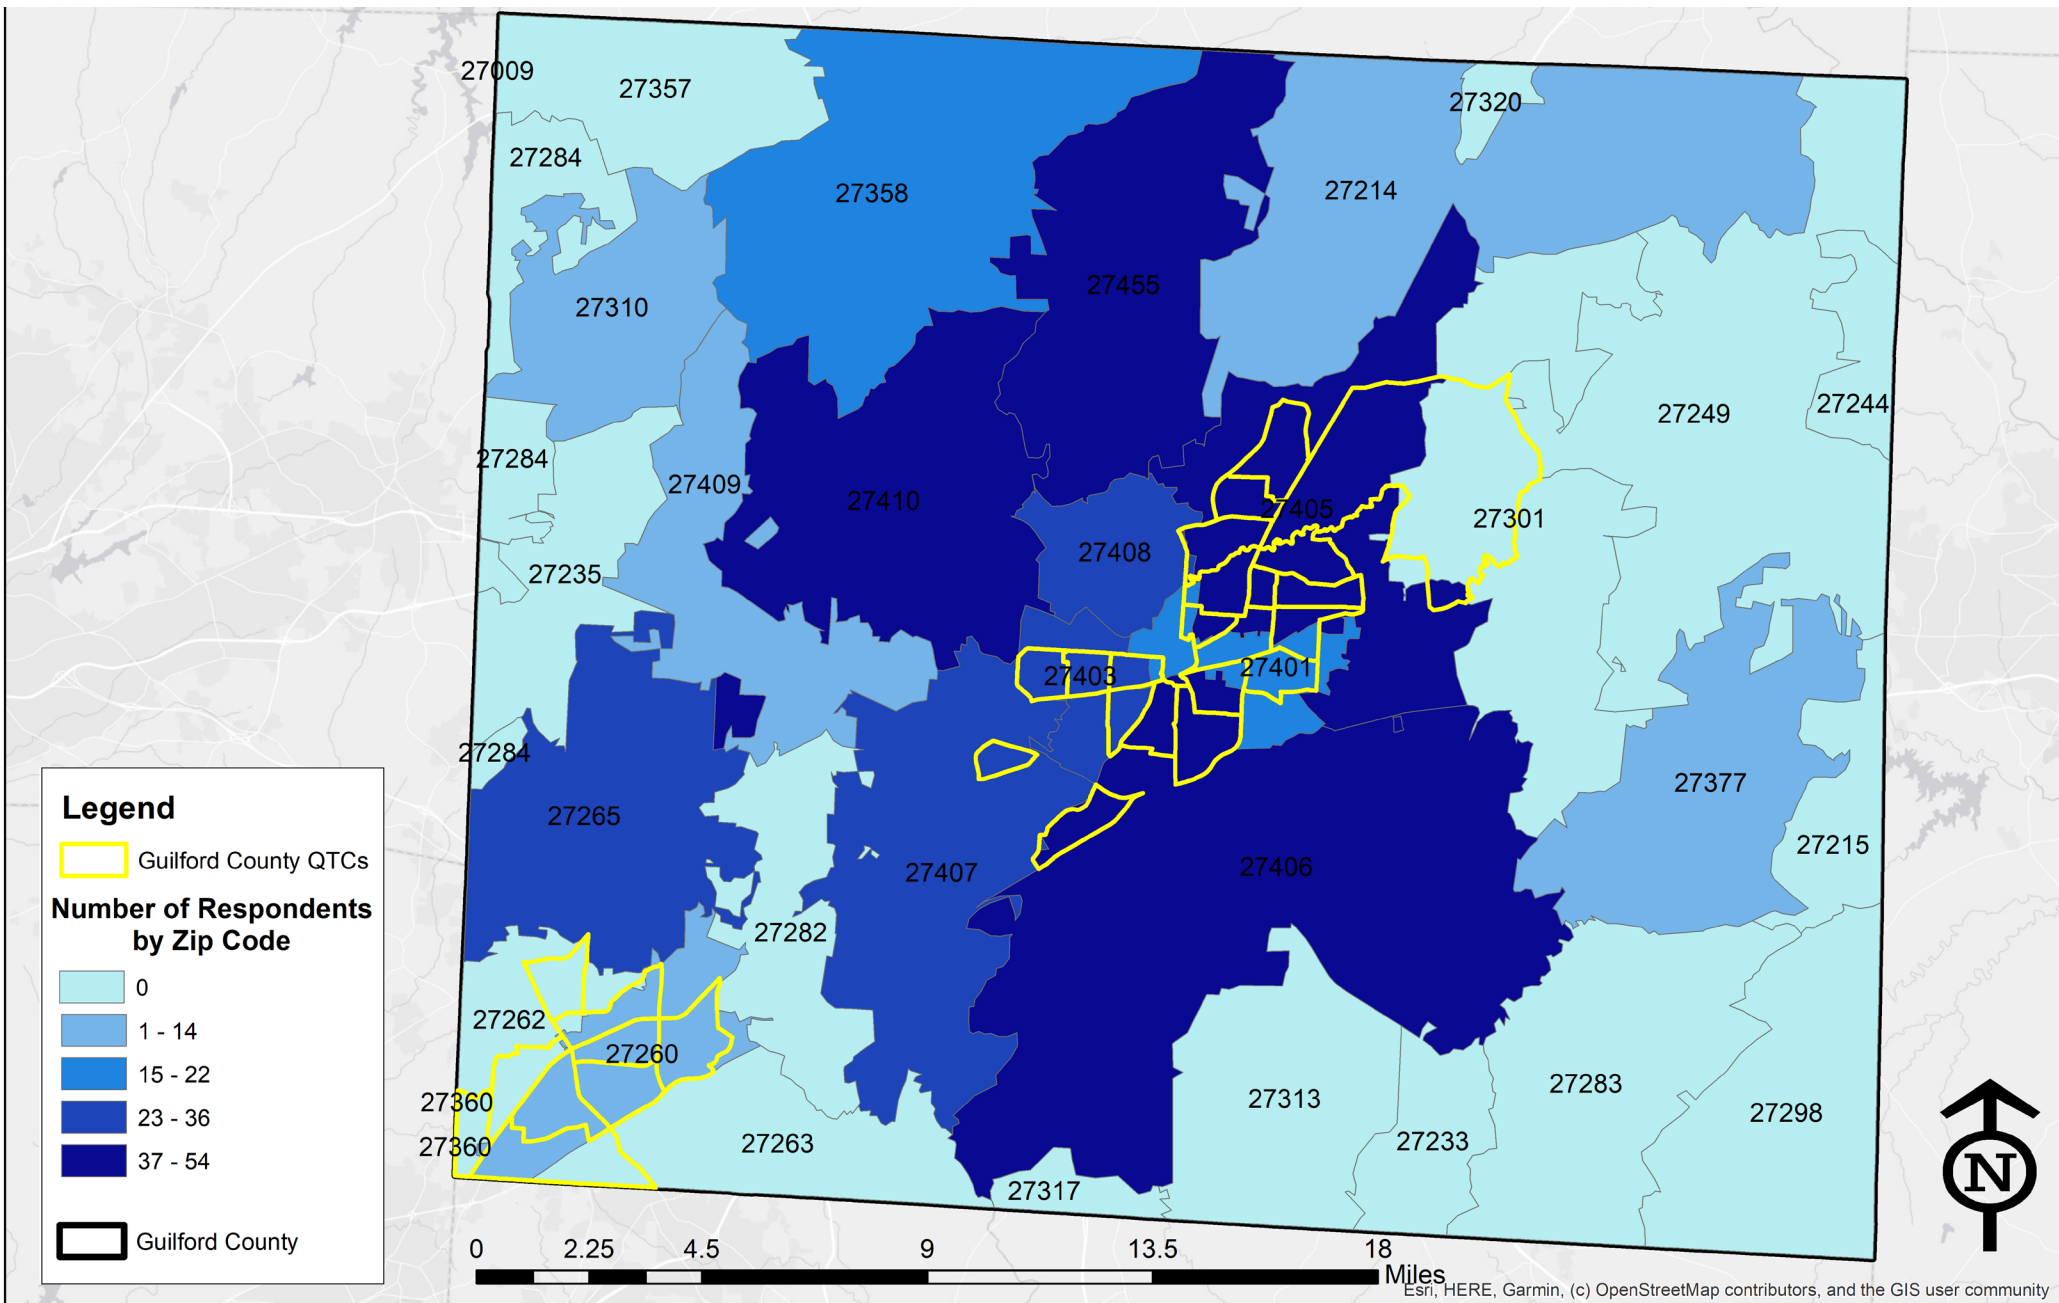 27009
27357
27320
27284
27358
27214
27455
27310
27244
27249
27284
27409
27410
27405
27301
27408
27235
27403
27401
27284
27377
27265
27215
27406
27407
27282
27262
27260
27360
27360
27313
27283
27298
27233
27263
27317
Legend
Guilford County QTCs
Number of Respondents
by Zip Code
0
1 - 14
15 - 22
23 - 36
37 - 54
Guilford County
0 2.25 4.5 9 13.5 18
Miles
N
Esri, HERE, Garmin, (c) OpenStreetMap contributors, and the GIS user community